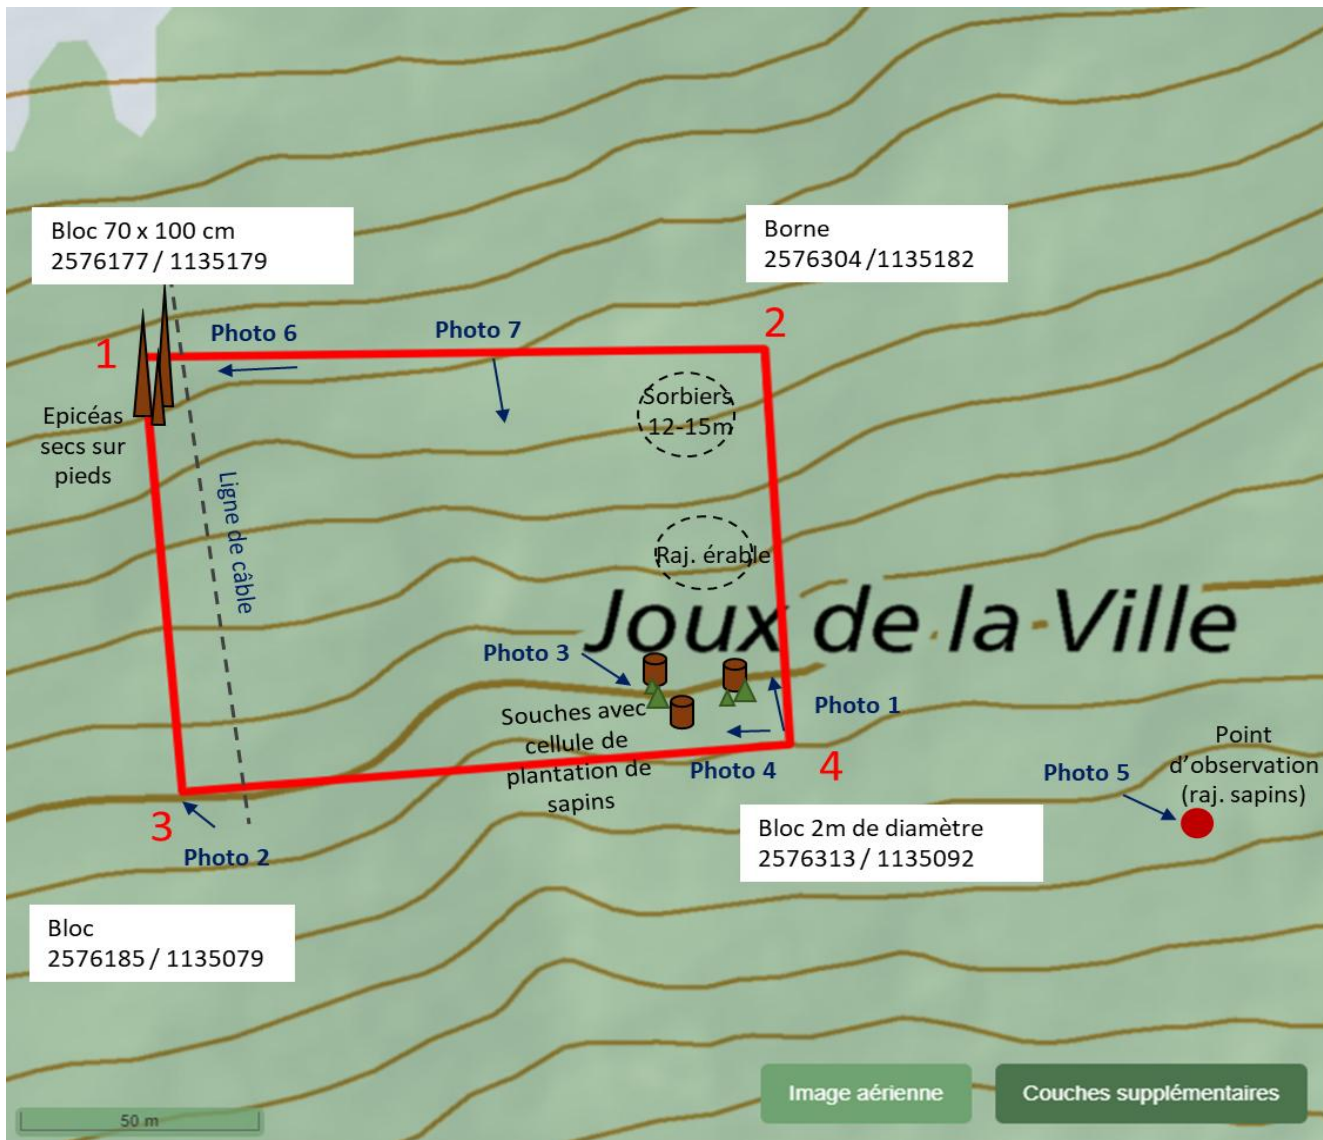 Bloc 70 x 100 cm
2576177 / 1135179
Borne
2576304 /1135182
1
Photo 6
Photo 7
2
Epicéas
secs sur
pieds
Sorbiers
12-15m
Ligne de câble
Raj. érable
Joux de la Ville
Photo 3
Souches avec
cellule de
plantation de
sapins
Photo 1
Photo 4
4
Photo 5
Point
d'observation
(raj. sapins)
3
Photo 2
Bloc 2m de diamètre
2576313 / 1135092
Bloc
2576185 / 1135079
Image aérienne
Couches supplémentaires
50 m